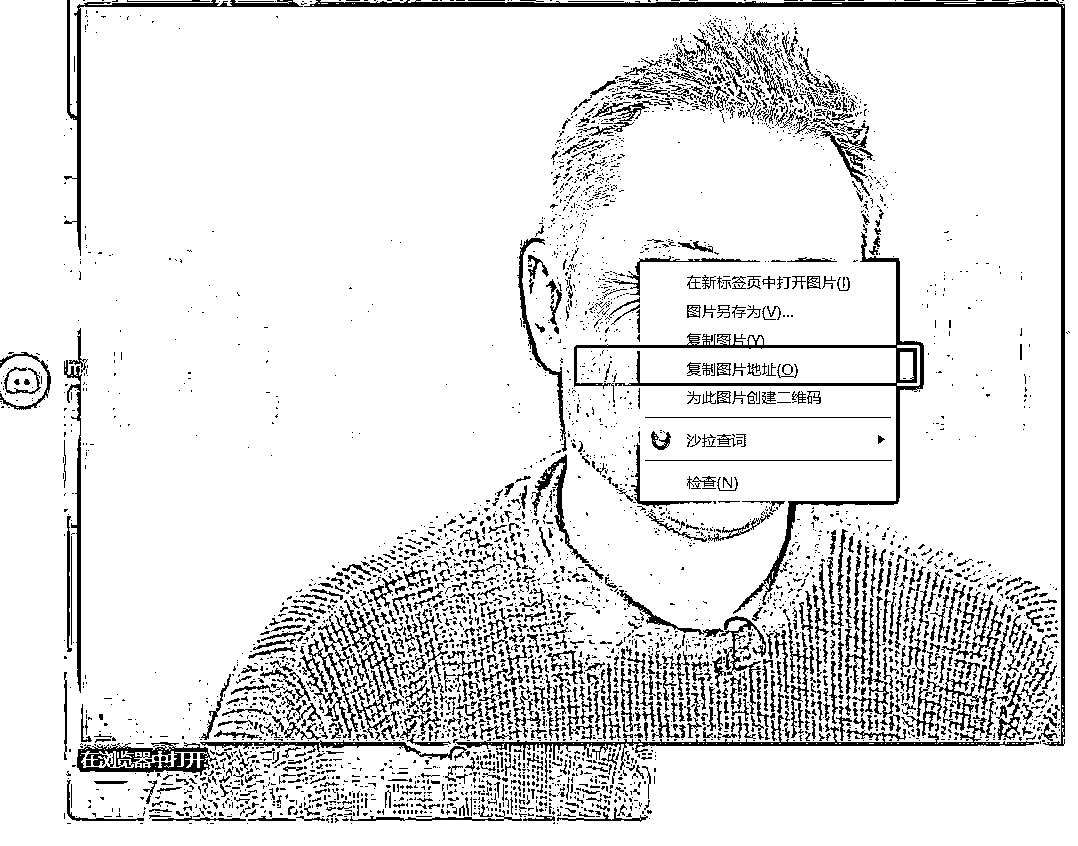 在新标签页中打开图片(I)
图片另存为(V)...
复制图片(Y)
复制图片地址(O)
为此图片创建二维码
沙拉查词
检查(N)
在浏览器中打开